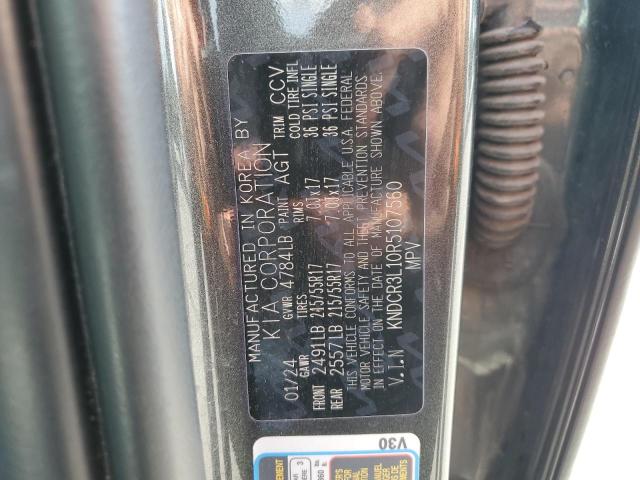 MANUFACTURED IN KOREA BY
KIA CORPORATION
01/24 GVWR 4784LB PAINT AGT TRIM CCV
GAWR TIRES RIMS COLD TIRE INFL
FRONT 2491LB 245/55R17 7.0Jx17 36 PSI SINGLE
REAR 2557LB 215/55R17 7.0Jx17 36 PSI SINGLE
THIS VEHICLE CONFORMS TO ALL APPLICABLE U.S.A. FEDERAL
MOTOR VEHICLE SAFETY AND THEFT PREVENTION STANDARDS
IN EFFECT ON THE DATE OF MANUFACTURE SHOWN ABOVE.
V.I.N KNDCR3L10R5107560
MPV
V30
MANUAL